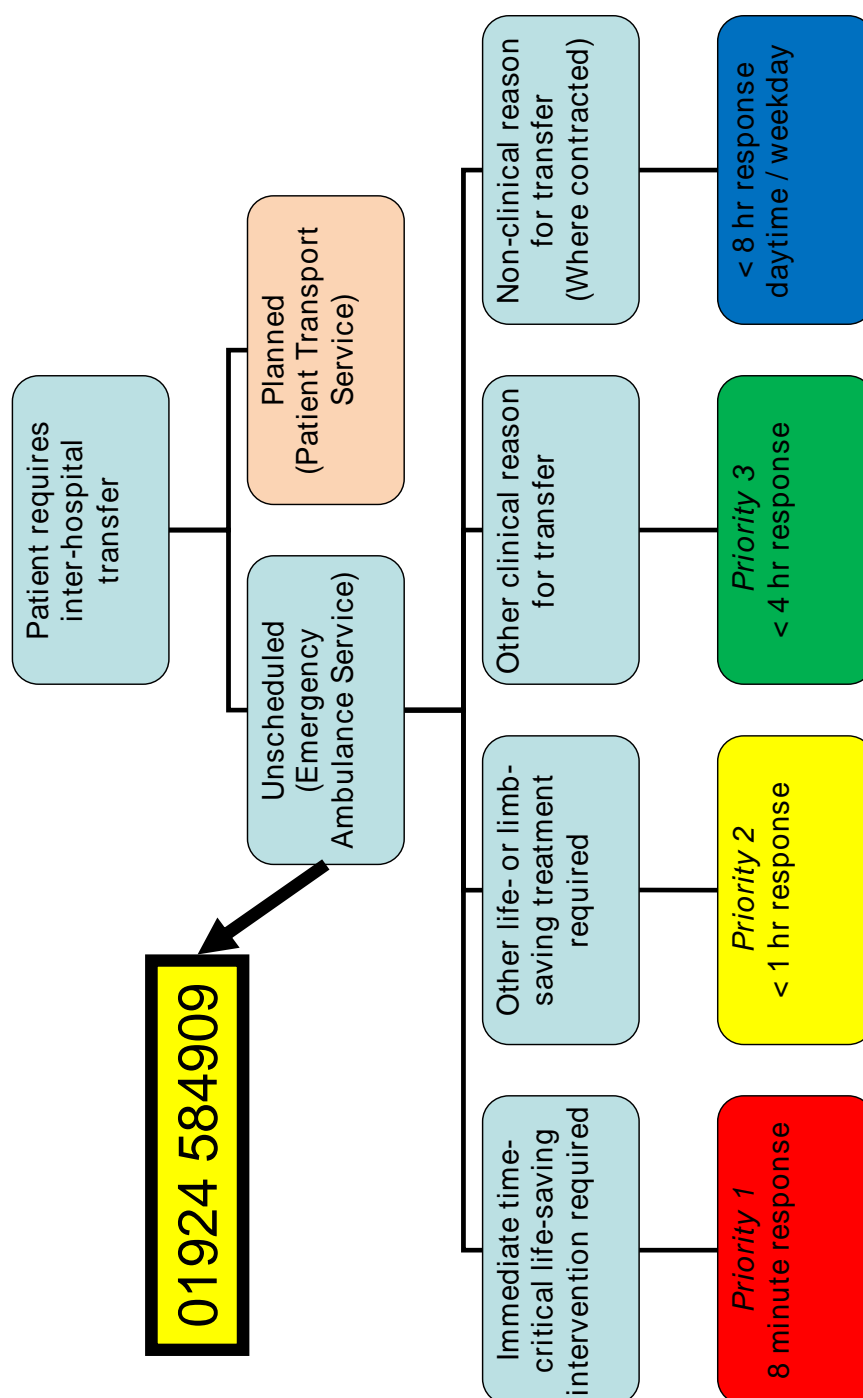 Patient requires
inter-hospital
transfer
01924 584909
Unscheduled
(Emergency
Ambulance Service)
Planned
(Patient Transport
Service)
Immediate time-
critical life-saving
intervention required
Other life- or limb-
saving treatment
required
Other clinical reason
for transfer
Non-clinical reason
for transfer
(Where contracted)
Priority 1
8 minute response
Priority 2
< 1 hr response
Priority 3
< 4 hr response
< 8 hr response
daytime / weekday